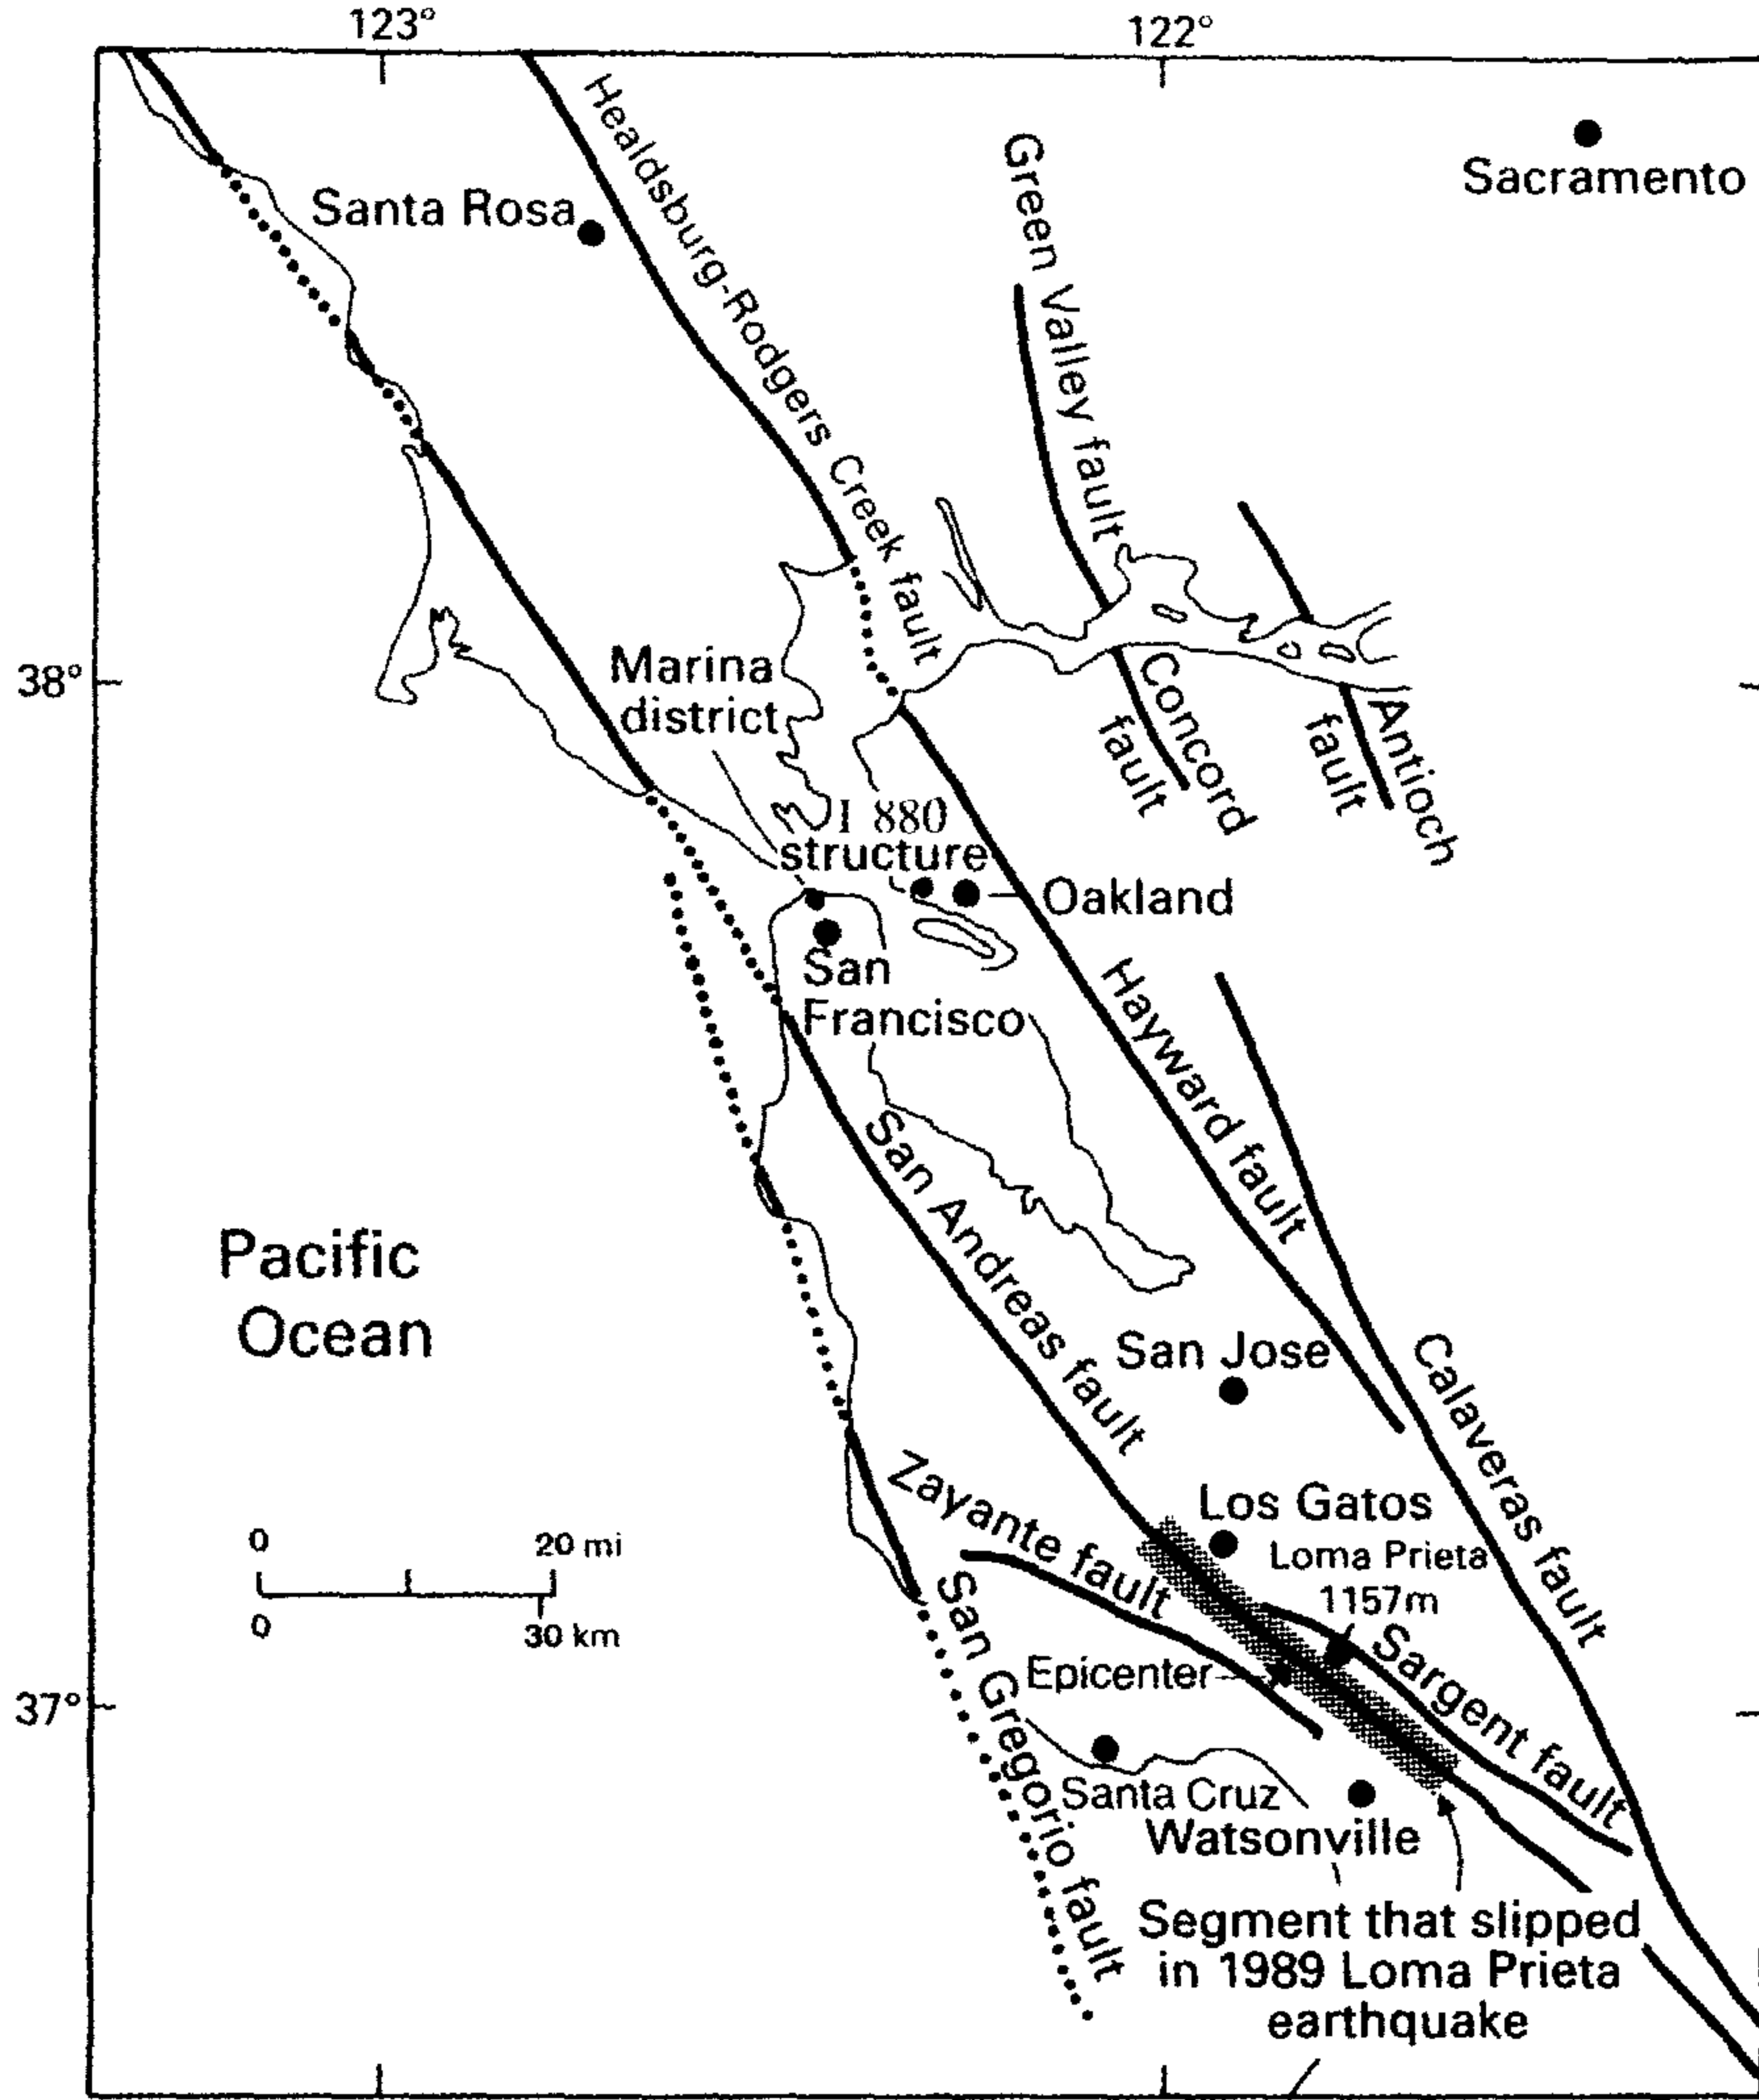 123°
122°
Sacramento
Santa Rosa
Healdsburg-Rodgers Creek fault
Green Valley fault
38°
Marina
district
Concord
fault
Antioch
fault
I 880
structure
Oakland
San
Francisco
Hayward fault
San Andreas fault
Pacific
Ocean
San Jose
Calaveras fault
Zayante fault
Los Gatos
Loma Prieta
1157m
0
20 mi
0
30 km
San Gregorio fault
Epicenter
Sargent fault
37°
Santa Cruz
Watsonville
Segment that slipped
in 1989 Loma Prieta
earthquake